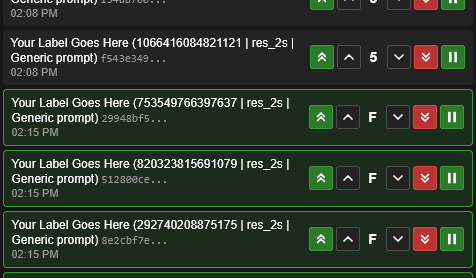 02:08 PM
Your Label Goes Here (1066416084821121 | res_2s |
Generic prompt) f543e349... 5
02:08 PM
Your Label Goes Here (753549766397637 | res_2s |
Generic prompt) 29948bf5... F
02:15 PM
Your Label Goes Here (820323815691079 | res_2s |
Generic prompt) 512800ce... F
02:15 PM
Your Label Goes Here (292740208875175 | res_2s |
Generic prompt) 8e2cbf7e... F
02:15 PM